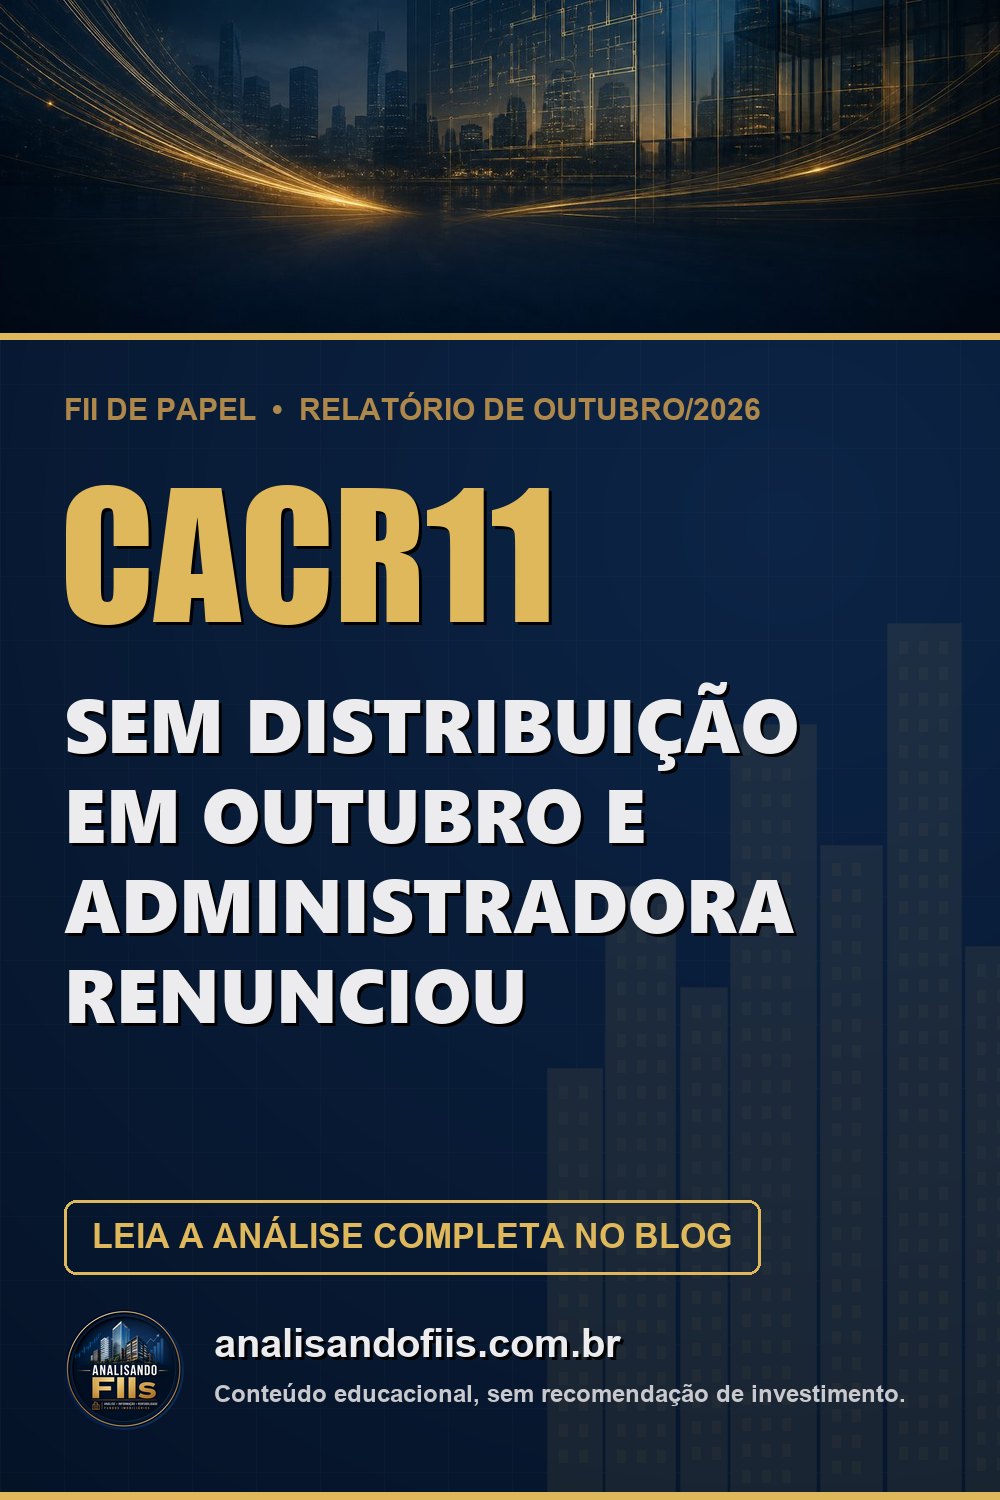 FII DE PAPEL • RELATÓRIO DE OUTUBRO/2026
CACR11
SEM DISTRIBUIÇÃO
EM OUTUBRO E
ADMINISTRADORA
RENUNCIOU
LEIA A ANÁLISE COMPLETA NO BLOG
analisandofiis.com.br
ANALISANDO
FIIs
Conteúdo educacional, sem recomendação de investimento.